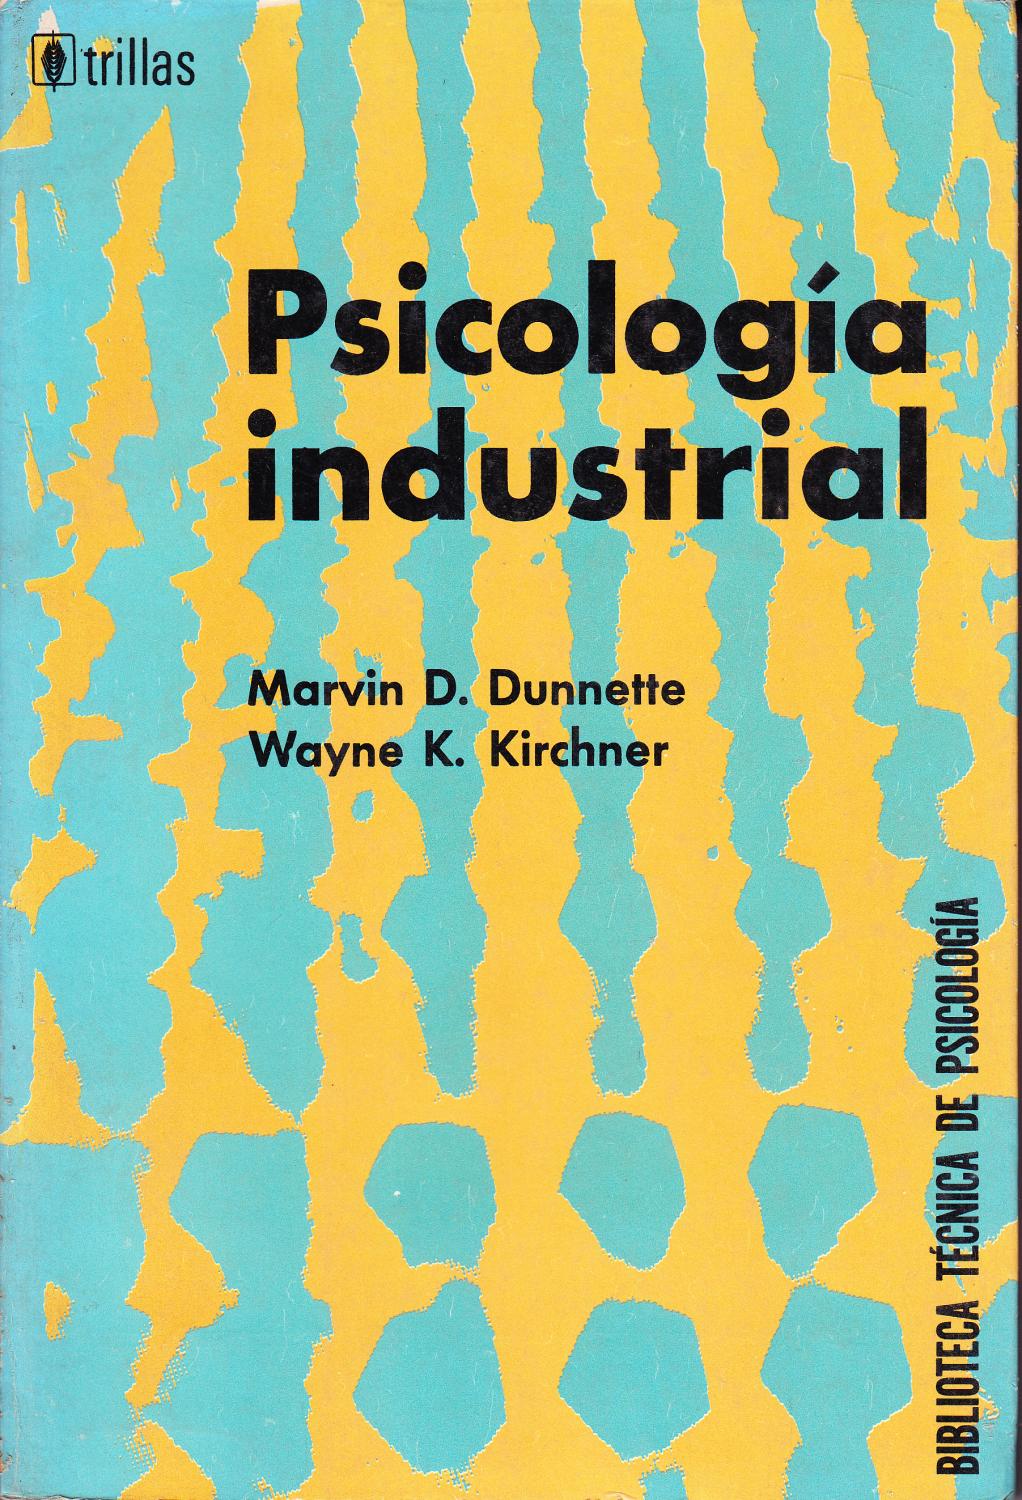 trillas
Psicología
industrial
Marvin D. Dunnette
Wayne K. Kirchner
BIBLIOTECA TÉCNICA DE PSICOLOGÍA